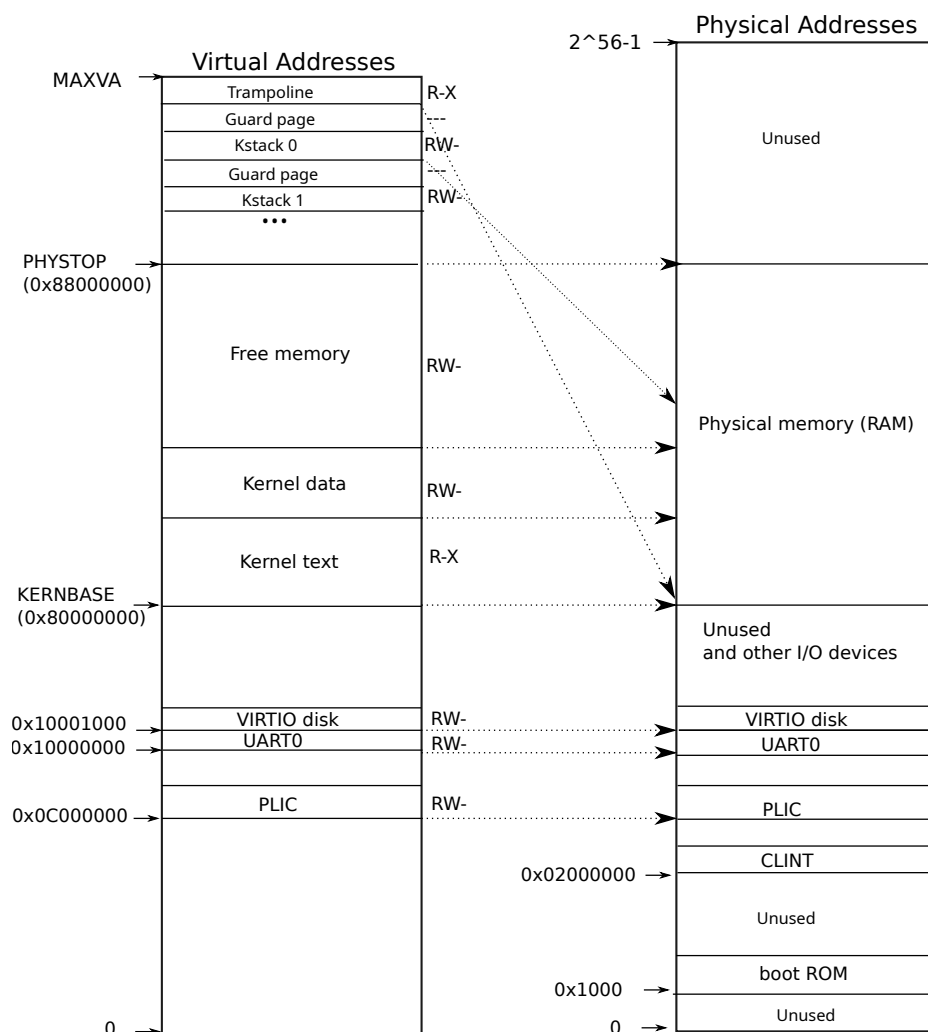 Physical Addresses
2^56-1
Virtual Addresses
MAXVA
Trampoline
R-X
Guard page
---
Unused
Kstack 0
RW-
Guard page
---
Kstack 1
RW-
...
PHYSTOP
(0x88000000)
Free memory
RW-
Physical memory (RAM)
Kernel data
RW-
Kernel text
R-X
KERNBASE
(0x80000000)
Unused
and other I/O devices
0x10001000
VIRTIO disk
RW-
VIRTIO disk
0x10000000
UART0
RW-
UART0
0x0C000000
PLIC
RW-
PLIC
CLINT
0x02000000
Unused
boot ROM
0x1000
Unused
0
0